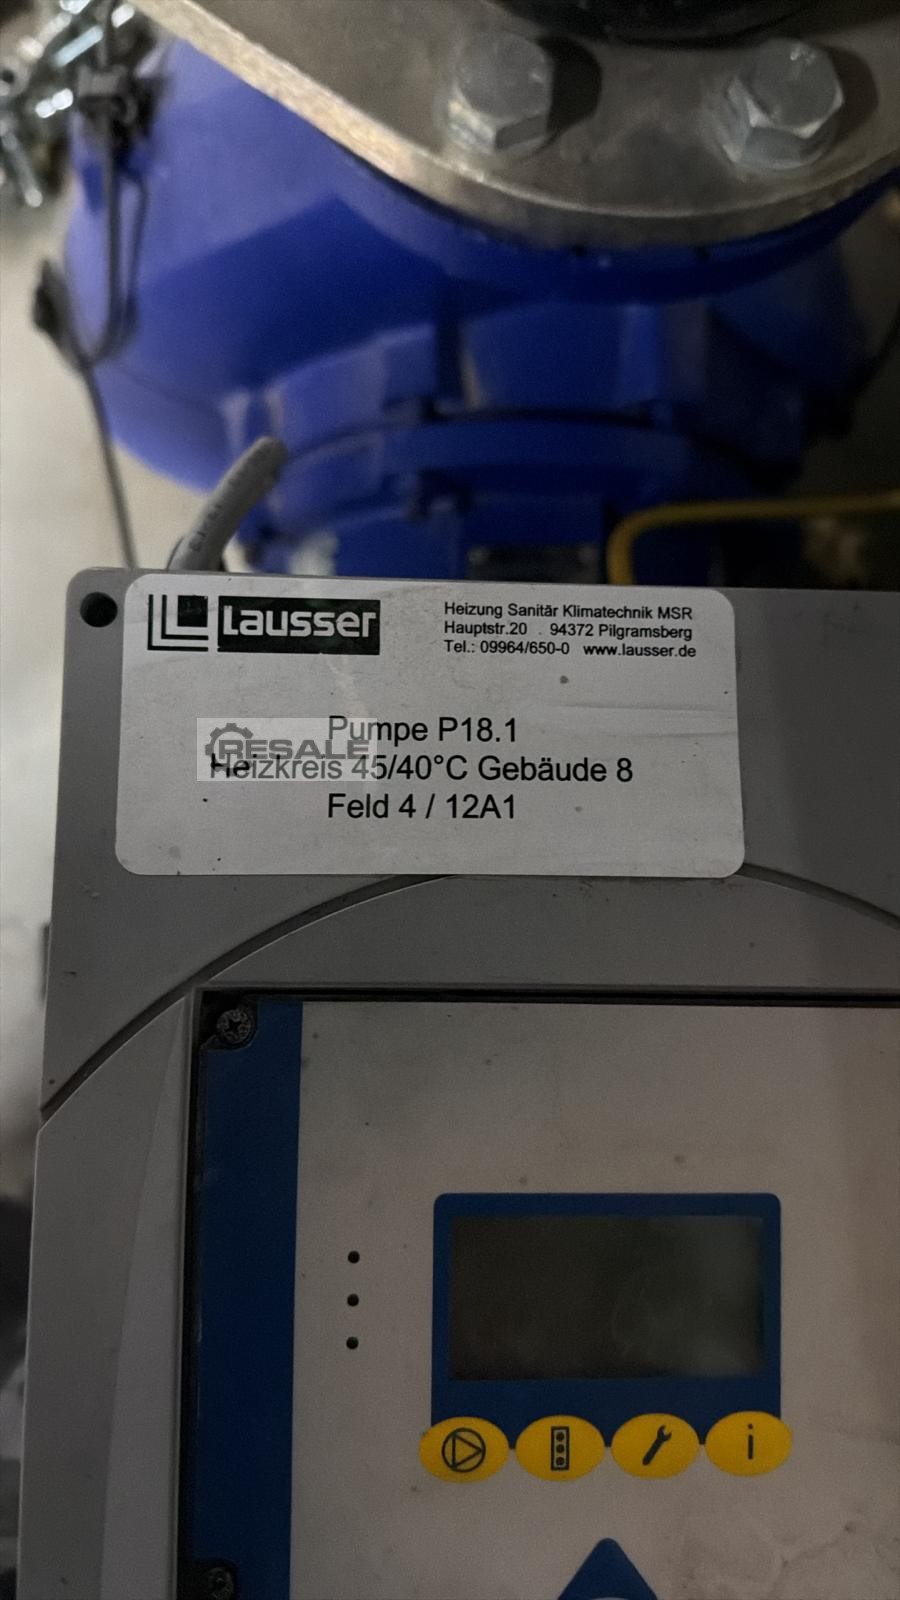 Lausser
Heizung Sanitär Klimatechnik MSR
Hauptstr.20 . 94372 Pilgramsberg
Tel.: 09964/650-0 www.lausser.de
Pumpe P18.1
RESALE
Heizkreis 45/40°C Gebäude 8
Feld 4 / 12A1
i